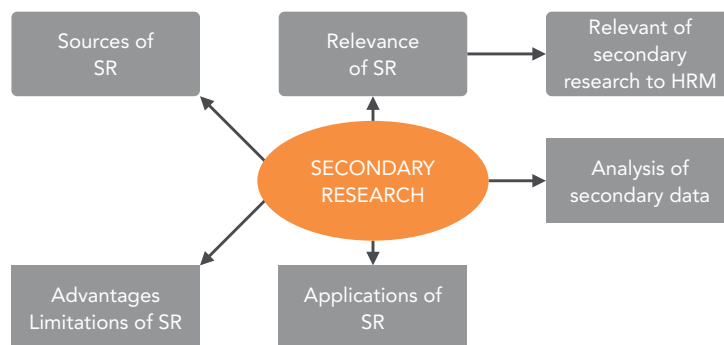 Sources of
SR
Relevance
of SR
Relevant of
secondary
research to HRM
SECONDARY
RESEARCH
Analysis of
secondary data
Advantages
Limitations of SR
Applications of
SR